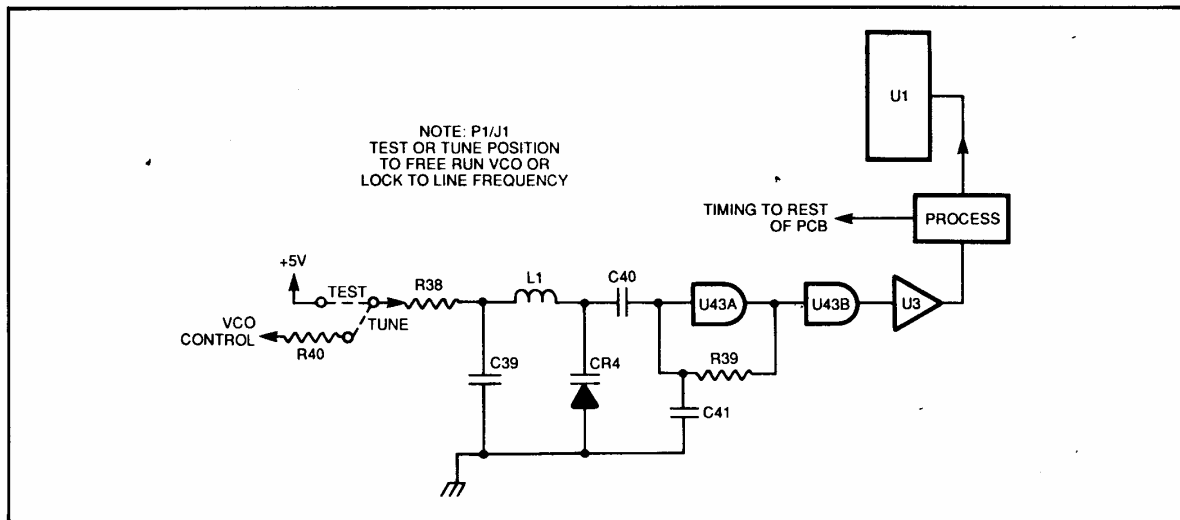 U1
NOTE: P1/J1
TEST OR TUNE POSITION
TO FREE RUN VCO OR
LOCK TO LINE FREQUENCY
TIMING TO REST
OF PCB
PROCESS
+5V
TEST
TUNE
R38
L1
C40
U43A
U43B
U3
VCO
CONTROL
R40
C39
CR4
R39
C41